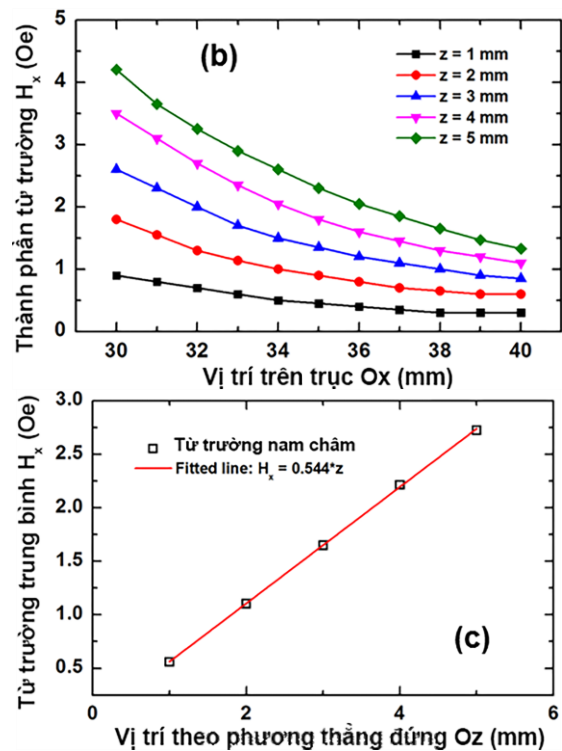 5
4
3
2
1
0
Thành phần từ trường Hₓ (Oe)
(b)
z = 1 mm
z = 2 mm
z = 3 mm
z = 4 mm
z = 5 mm
30 32 34 36 38 40
Vị trí trên trục Ox (mm)
3.0
2.5
2.0
1.5
1.0
0.5
Từ trường trung bình Hₓ (Oe)
Từ trường nam châm
Fitted line: Hₓ = 0.544*z
(c)
0 2 4 6
Vị trí theo phương thẳng đứng Oz (mm)